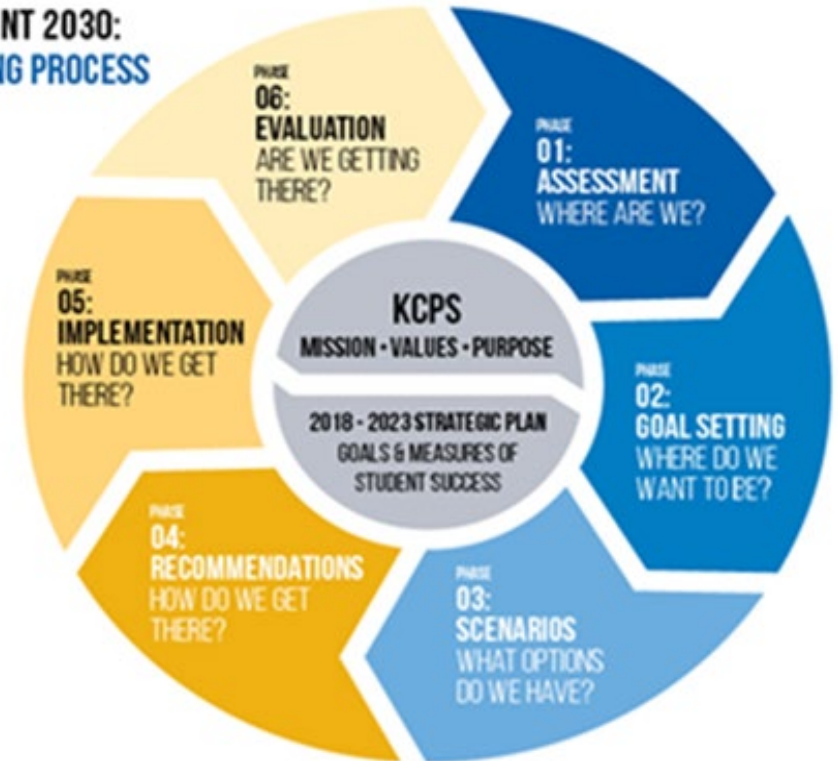 NT 2030:
NG PROCESS
PHASE
01:
ASSESSMENT
WHERE ARE WE?
PHASE
02:
GOAL SETTING
WHERE DO WE
WANT TO BE?
PHASE
03:
SCENARIOS
WHAT OPTIONS
DO WE HAVE?
PHASE
04:
RECOMMENDATIONS
HOW DO WE GET
THERE?
PHASE
05:
IMPLEMENTATION
HOW DO WE GET
THERE?
PHASE
06:
EVALUATION
ARE WE GETTING
THERE?
KCPS
MISSION • VALUES • PURPOSE
2018 - 2023 STRATEGIC PLAN
GOALS & MEASURES OF
STUDENT SUCCESS